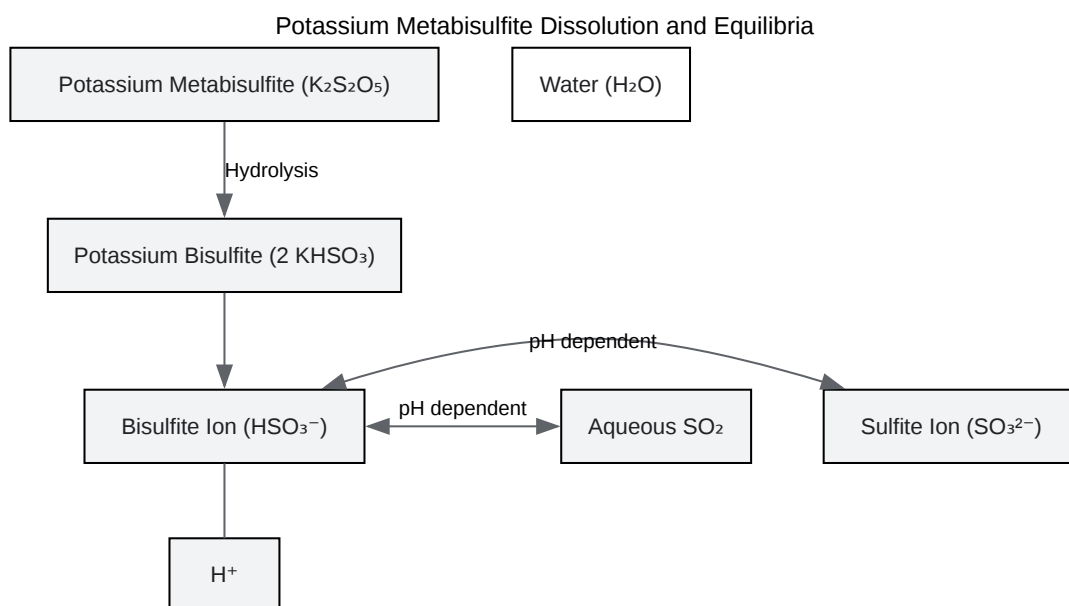 Potassium Metabisulfite Dissolution and Equilibria
Potassium Metabisulfite (K₂S₂O₅)
Water (H₂O)
Hydrolysis
Potassium Bisulfite (2 KHSO₃)
pH dependent
pH dependent
Bisulfite Ion (HSO₃⁻)
Aqueous SO₂
Sulfite Ion (SO₃²⁻)
H⁺